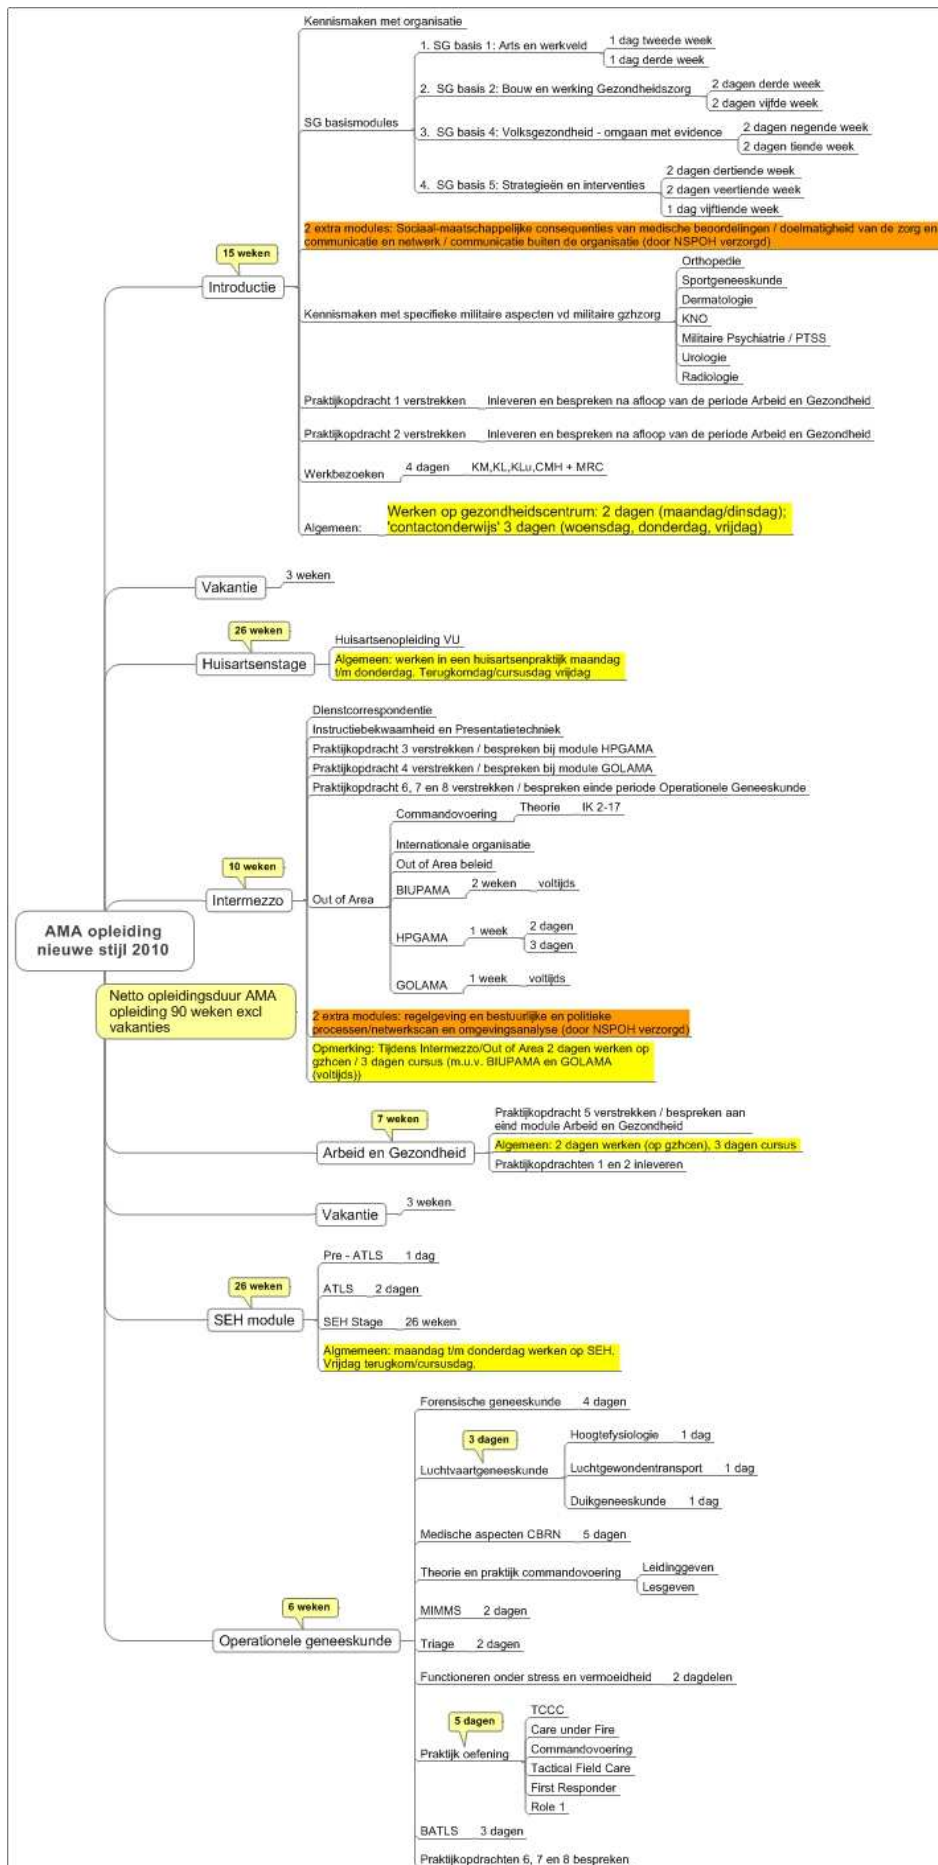 Kennismaken met organisatie
SG basismodules
1. SG basis 1: Arts en werkveld
1 dag tweede week
1 dag derde week
2. SG basis 2: Bouw en werking Gezondheidszorg
2 dagen derde week
2 dagen vijfde week
3. SG basis 4: Volksgezondheid - omgaan met evidence
2 dagen negende week
2 dagen tiende week
4. SG basis 5: Strategieën en interventies
2 dagen dertiende week
2 dagen veertiende week
1 dag vijftiende week
2 extra modules: Sociaal-maatschappelijke consequenties van medische beoordelingen / doelmatigheid van de zorg en
communicatie en netwerk / communicatie buiten de organisatie (door NSPOH verzorgd)
15 weken
Introductie
Kennismaken met specifieke militaire aspecten vd militaire gzhzorg
Orthopedie
Sportgeneeskunde
Dermatologie
KNO
Militaire Psychiatrie / PTSS
Urologie
Radiologie
Praktijkopdracht 1 verstrekken
Inleveren en bespreken na afloop van de periode Arbeid en Gezondheid
Praktijkopdracht 2 verstrekken
Inleveren en bespreken na afloop van de periode Arbeid en Gezondheid
Werkbezoeken
4 dagen
KM,KL,KLu,CMH + MRC
Algemeen:
Werken op gezondheidscentrum: 2 dagen (maandag/dinsdag);
'contactonderwijs' 3 dagen (woensdag, donderdag, vrijdag)
Vakantie
3 weken
26 weken
Huisartsenstage
Huisartsenopleiding VU
Algemeen: werken in een huisartsenpraktijk maandag
t/m donderdag. Terugkomdag/cursusdag vrijdag
Dienstcorrespondentie
Instructiebekwaamheid en Presentatietechniek
Praktijkopdracht 3 verstrekken / bespreken bij module HPGAMA
Praktijkopdracht 4 verstrekken / bespreken bij module GOLAMA
Praktijkopdracht 6, 7 en 8 verstrekken / bespreken einde periode Operationele Geneeskunde
10 weken
Intermezzo
Out of Area
Commandovoering
Theorie
IK 2-17
Internationale organisatie
Out of Area beleid
BIUPAMA
2 weken
voltijds
HPGAMA
1 week
2 dagen
3 dagen
GOLAMA
1 week
voltijds
AMA opleiding
nieuwe stijl 2010
Netto opleidingsduur AMA
opleiding 90 weken excl
vakanties
2 extra modules: regelgeving en bestuurlijke en politieke
processen/netwerkscan en omgevingsanalyse (door NSPOH verzorgd)
Opmerking: Tijdens Intermezzo/Out of Area 2 dagen werken op
gzhcen / 3 dagen cursus (m.u.v. BIUPAMA en GOLAMA
(voltijds))
7 weken
Arbeid en Gezondheid
Praktijkopdracht 5 verstrekken / bespreken aan
eind module Arbeid en Gezondheid
Algemeen: 2 dagen werken (op gzhcen), 3 dagen cursus
Praktijkopdrachten 1 en 2 inleveren
Vakantie
3 weken
26 weken
SEH module
Pre - ATLS
1 dag
ATLS
2 dagen
SEH Stage
26 weken
Algmemeen: maandag t/m donderdag werken op SEH.
Vrijdag terugkom/cursusdag.
6 weken
Operationele geneeskunde
Forensische geneeskunde
4 dagen
3 dagen
Luchtvaartgeneeskunde
Hoogtefysiologie
1 dag
Luchtgewondentransport
1 dag
Duikgeneeskunde
1 dag
Medische aspecten CBRN
5 dagen
Theorie en praktijk commandovoering
Leidinggeven
Lesgeven
MIMMS
2 dagen
Triage
2 dagen
Functioneren onder stress en vermoeidheid
2 dagdelen
5 dagen
Praktijk oefening
TCCC
Care under Fire
Commandovoering
Tactical Field Care
First Responder
Role 1
BATLS
3 dagen
Praktijkopdrachten 6, 7 en 8 bespreken